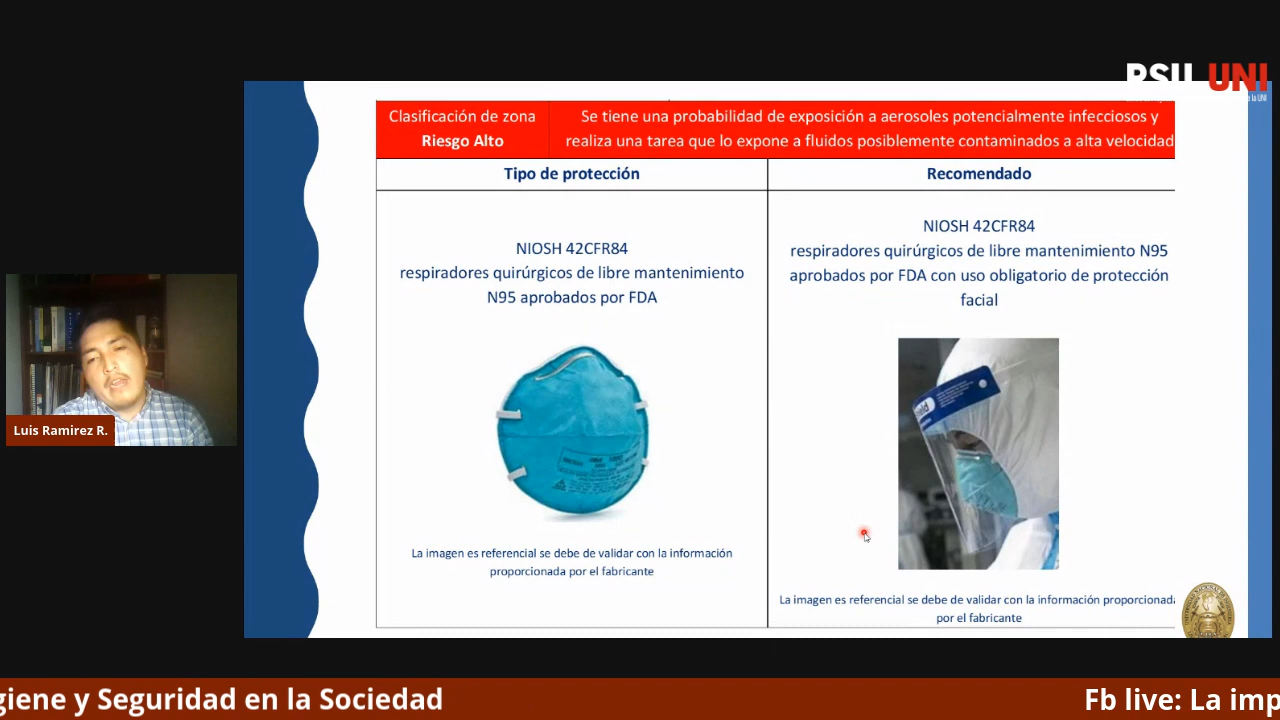 RSU UNI
Clasificación de zona
Riesgo Alto
Se tiene una probabilidad de exposición a aerosoles potencialmente infecciosos y
realiza una tarea que lo expone a fluidos posiblemente contaminados a alta velocidad
Tipo de protección
Recomendado
NIOSH 42CFR84
respiradores quirúrgicos de libre mantenimiento
N95 aprobados por FDA
NIOSH 42CFR84
respiradores quirúrgicos de libre mantenimiento N95
aprobados por FDA con uso obligatorio de protección
facial
La imagen es referencial se debe de validar con la información
proporcionada por el fabricante
La imagen es referencial se debe de validar con la información proporcionada
por el fabricante
Luis Ramirez R.
giene y Seguridad en la Sociedad
Fb live: La imp